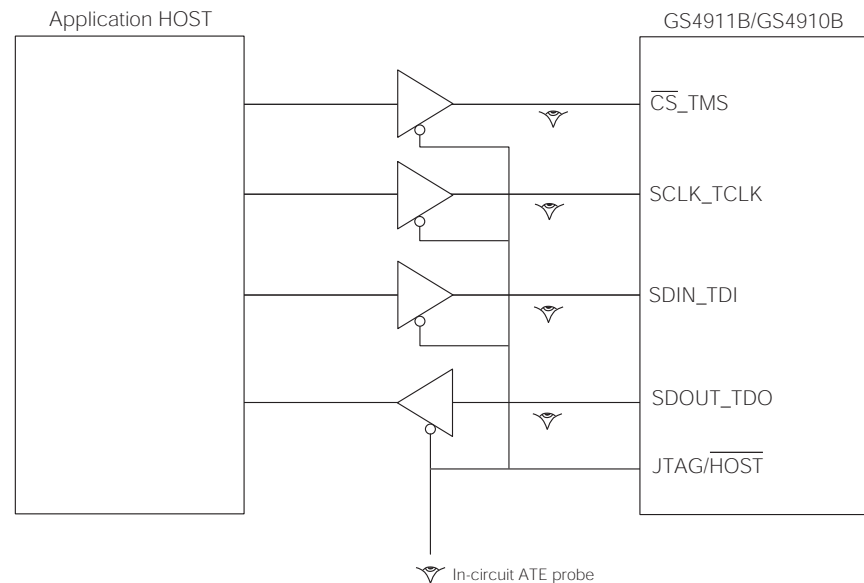 Application HOST
GS4911B/GS4910B
CS_TMS
SCLK_TCLK
SDIN_TDI
SDOUT_TDO
JTAG/HOST
In-circuit ATE probe